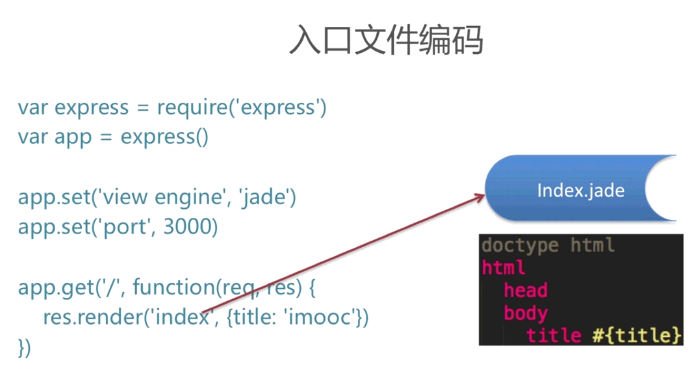 入口文件编码
var express = require('express')
var app = express()
app.set('view engine', 'jade')
app.set('port', 3000)
app.get('/', function(req, res) {
res.render('index', {title: 'imooc'})
})
Index.jade
doctype html
html
head
body
title #{title}